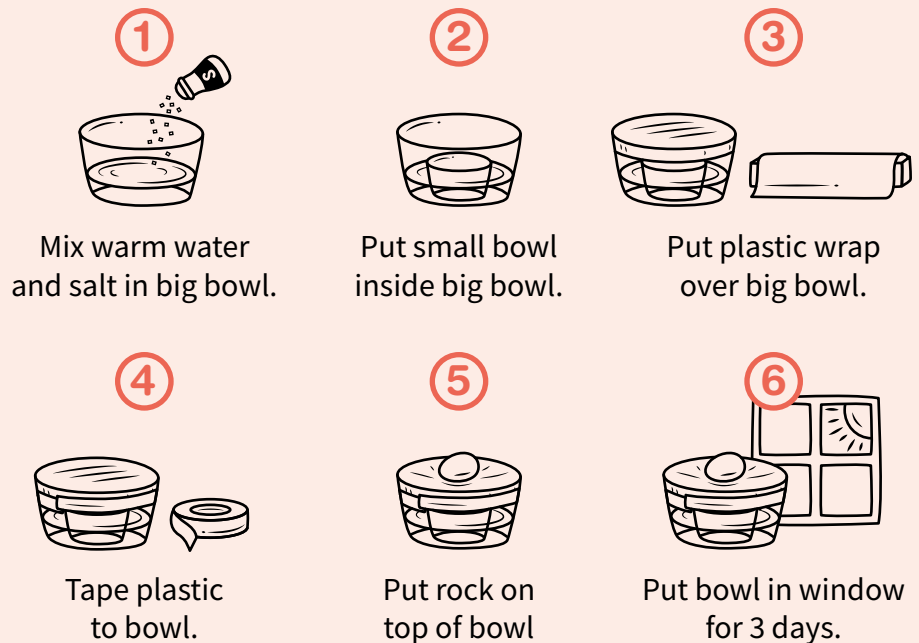 1
S
Mix warm water
and salt in big bowl.
2
Put small bowl
inside big bowl.
3
Put plastic wrap
over big bowl.
4
Tape plastic
to bowl.
5
Put rock on
top of bowl
6
Put bowl in window
for 3 days.